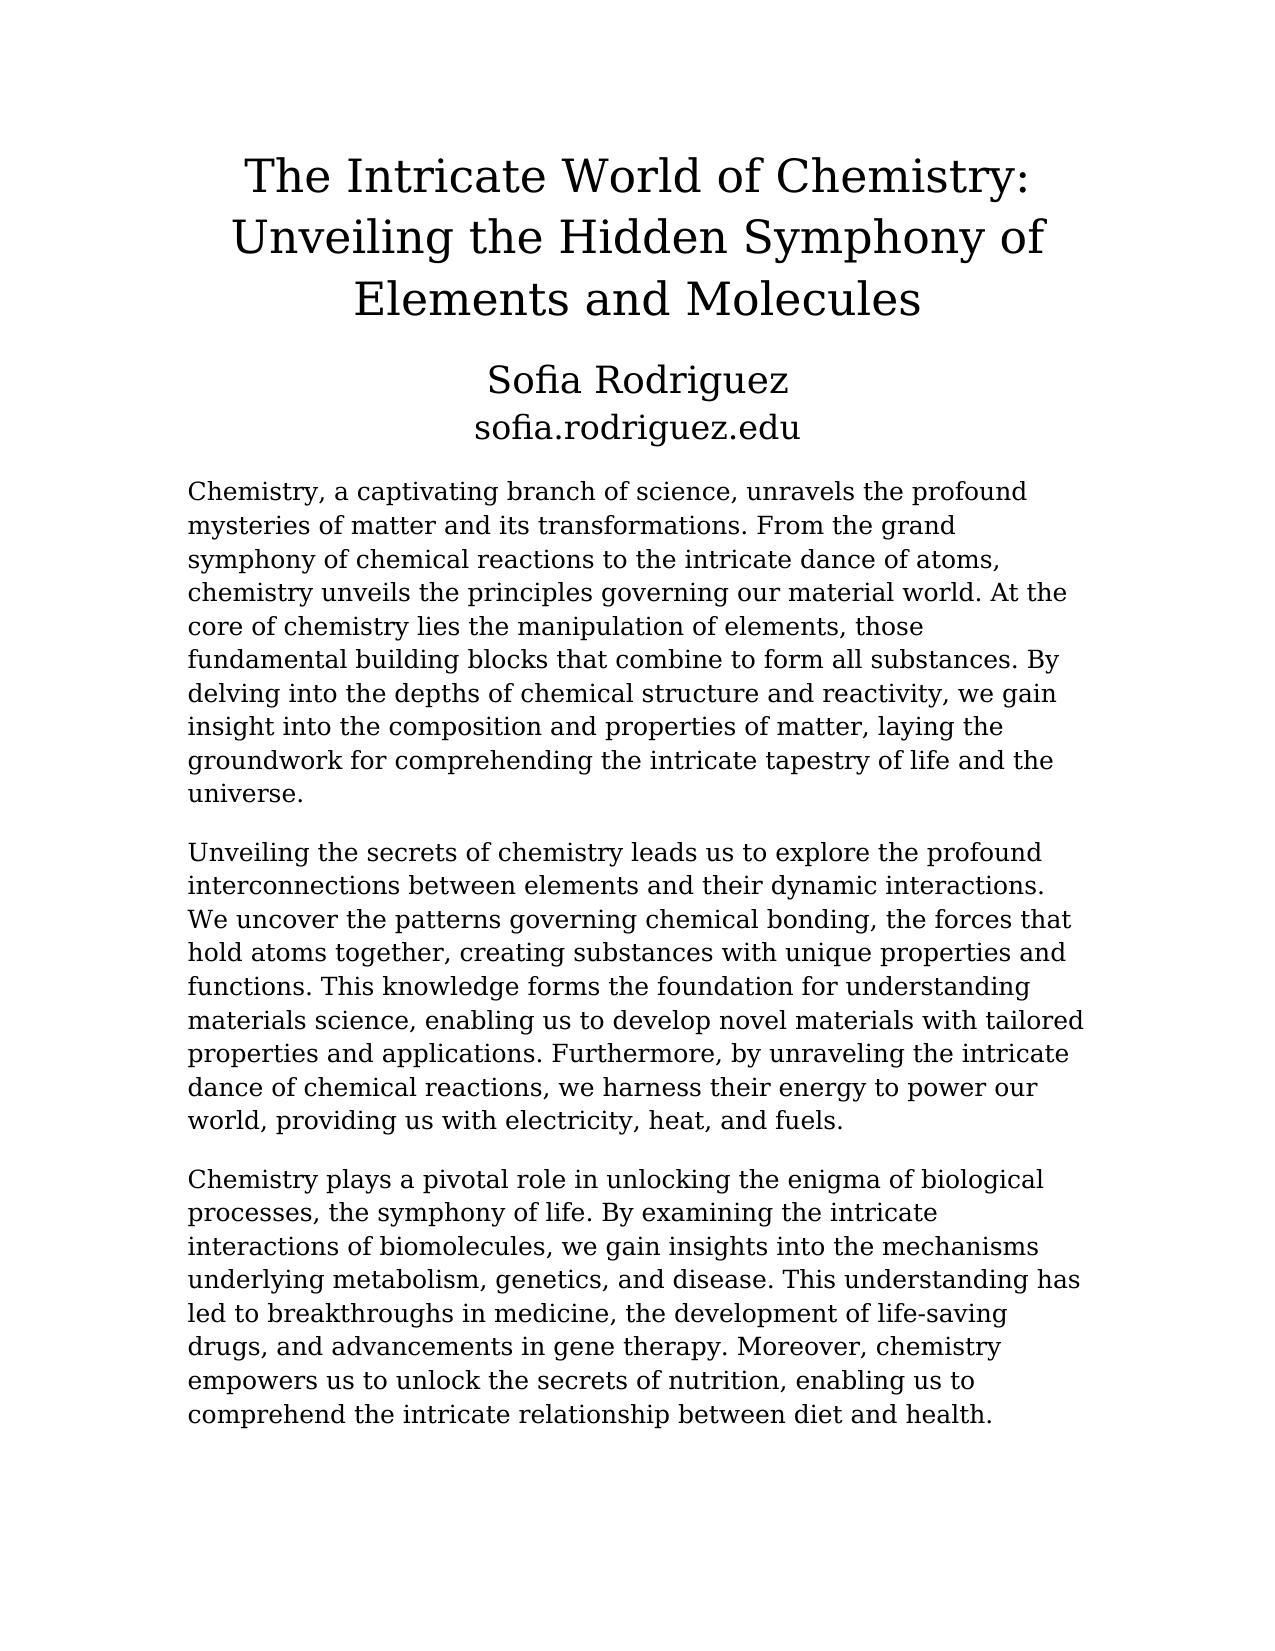 The Intricate World of Chemistry:
Unveiling the Hidden Symphony of
Elements and Molecules
Sofia Rodriguez
sofia.rodriguez.edu
Chemistry, a captivating branch of science, unravels the profound
mysteries of matter and its transformations. From the grand
symphony of chemical reactions to the intricate dance of atoms,
chemistry unveils the principles governing our material world. At the
core of chemistry lies the manipulation of elements, those
fundamental building blocks that combine to form all substances. By
delving into the depths of chemical structure and reactivity, we gain
insight into the composition and properties of matter, laying the
groundwork for comprehending the intricate tapestry of life and the
universe.
Unveiling the secrets of chemistry leads us to explore the profound
interconnections between elements and their dynamic interactions.
We uncover the patterns governing chemical bonding, the forces that
hold atoms together, creating substances with unique properties and
functions. This knowledge forms the foundation for understanding
materials science, enabling us to develop novel materials with tailored
properties and applications. Furthermore, by unraveling the intricate
dance of chemical reactions, we harness their energy to power our
world, providing us with electricity, heat, and fuels.
Chemistry plays a pivotal role in unlocking the enigma of biological
processes, the symphony of life. By examining the intricate
interactions of biomolecules, we gain insights into the mechanisms
underlying metabolism, genetics, and disease. This understanding has
led to breakthroughs in medicine, the development of life-saving
drugs, and advancements in gene therapy. Moreover, chemistry
empowers us to unlock the secrets of nutrition, enabling us to
comprehend the intricate relationship between diet and health.